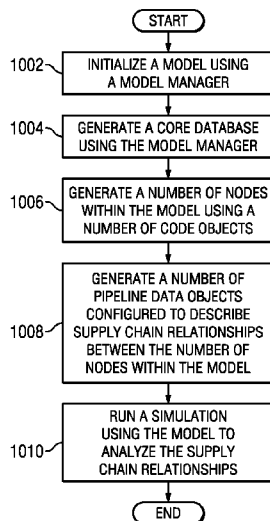 START
1002
INITIALIZE A MODEL USING
A MODEL MANAGER
1004
GENERATE A CORE DATABASE
USING THE MODEL MANAGER
1006
GENERATE A NUMBER OF NODES
WITHIN THE MODEL USING A
NUMBER OF CODE OBJECTS
1008
GENERATE A NUMBER OF
PIPELINE DATA OBJECTS
CONFIGURED TO DESCRIBE
SUPPLY CHAIN RELATIONSHIPS
BETWEEN THE NUMBER OF
NODES WITHIN THE MODEL
1010
RUN A SIMULATION
USING THE MODEL TO
ANALYZE THE SUPPLY
CHAIN RELATIONSHIPS
END